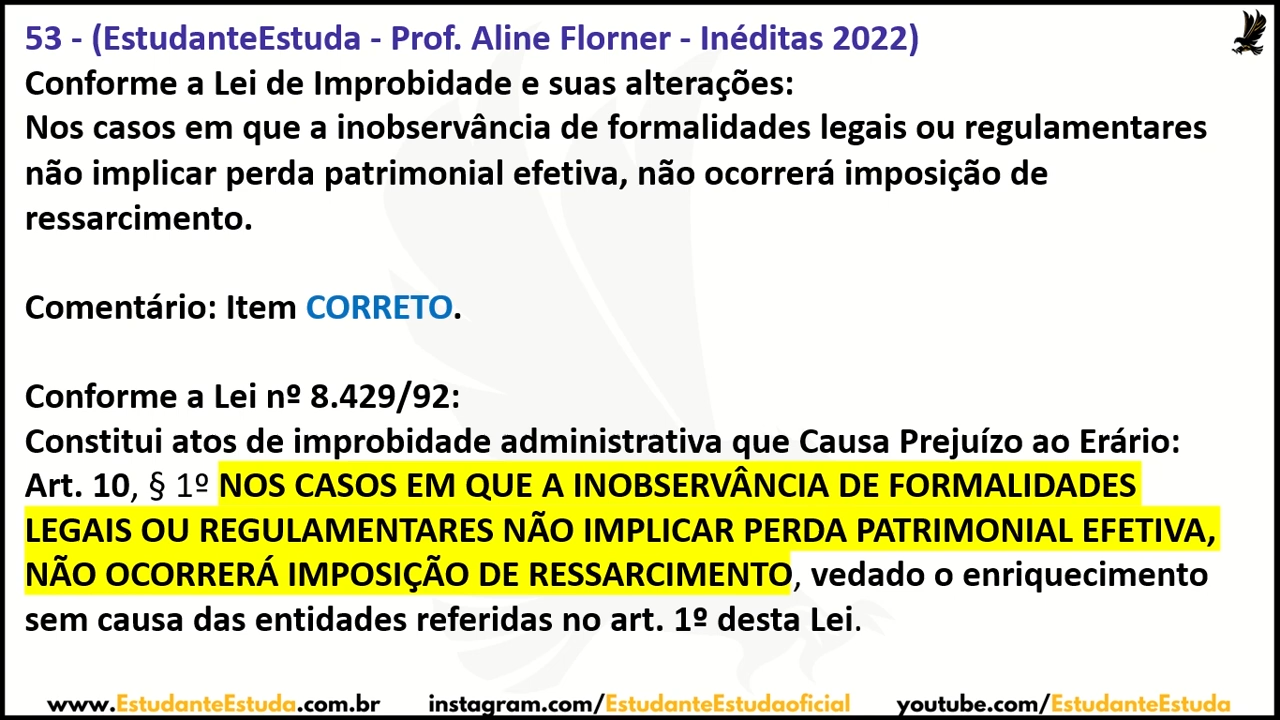 53 - (EstudanteEstuda - Prof. Aline Florner - Inéditas 2022)
Conforme a Lei de Improbidade e suas alterações:
Nos casos em que a inobservância de formalidades legais ou regulamentares
não implicar perda patrimonial efetiva, não ocorrerá imposição de
ressarcimento.
Comentário: Item CORRETO.
Conforme a Lei nº 8.429/92:
Constitui atos de improbidade administrativa que Causa Prejuízo ao Erário:
Art. 10, § 1º NOS CASOS EM QUE A INOBSERVÂNCIA DE FORMALIDADES
LEGAIS OU REGULAMENTARES NÃO IMPLICAR PERDA PATRIMONIAL EFETIVA,
NÃO OCORRERÁ IMPOSIÇÃO DE RESSARCIMENTO, vedado o enriquecimento
sem causa das entidades referidas no art. 1º desta Lei.
www.EstudanteEstuda.com.br instagram.com/EstudanteEstudaoficial youtube.com/EstudanteEstuda